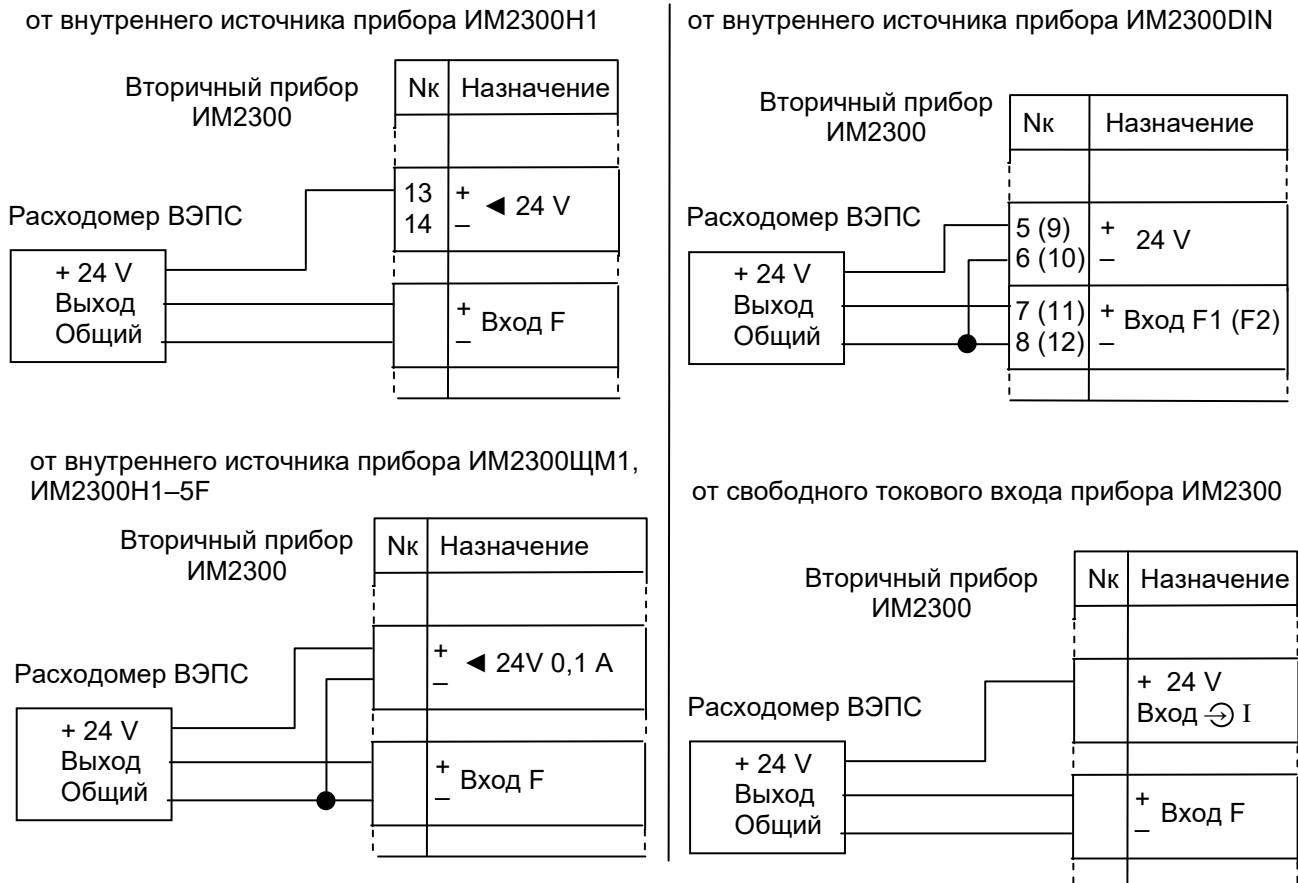 от внутреннего источника прибора ИМ2300Н1
Вторичный прибор
ИМ2300
Nк Назначение
Расходомер ВЭПС
13 + ◄ 24 V
14 –
+ 24 V
Выход
Общий
+ Вход F
–
от внутреннего источника прибора ИМ2300DIN
Вторичный прибор
ИМ2300
Nк Назначение
Расходомер ВЭПС
5 (9) + 24 V
6 (10) –
+ 24 V
Выход
Общий
7 (11) + Вход F1 (F2)
8 (12) –
от внутреннего источника прибора ИМ2300ЩМ1,
ИМ2300Н1–5F
Вторичный прибор
ИМ2300
Nк Назначение
Расходомер ВЭПС
+ ◄ 24V 0,1 А
–
+ 24 V
Выход
Общий
+ Вход F
–
от свободного токового входа прибора ИМ2300
Вторичный прибор
ИМ2300
Nк Назначение
Расходомер ВЭПС
+ 24 V
Вход I
+ 24 V
Выход
Общий
+ Вход F
–